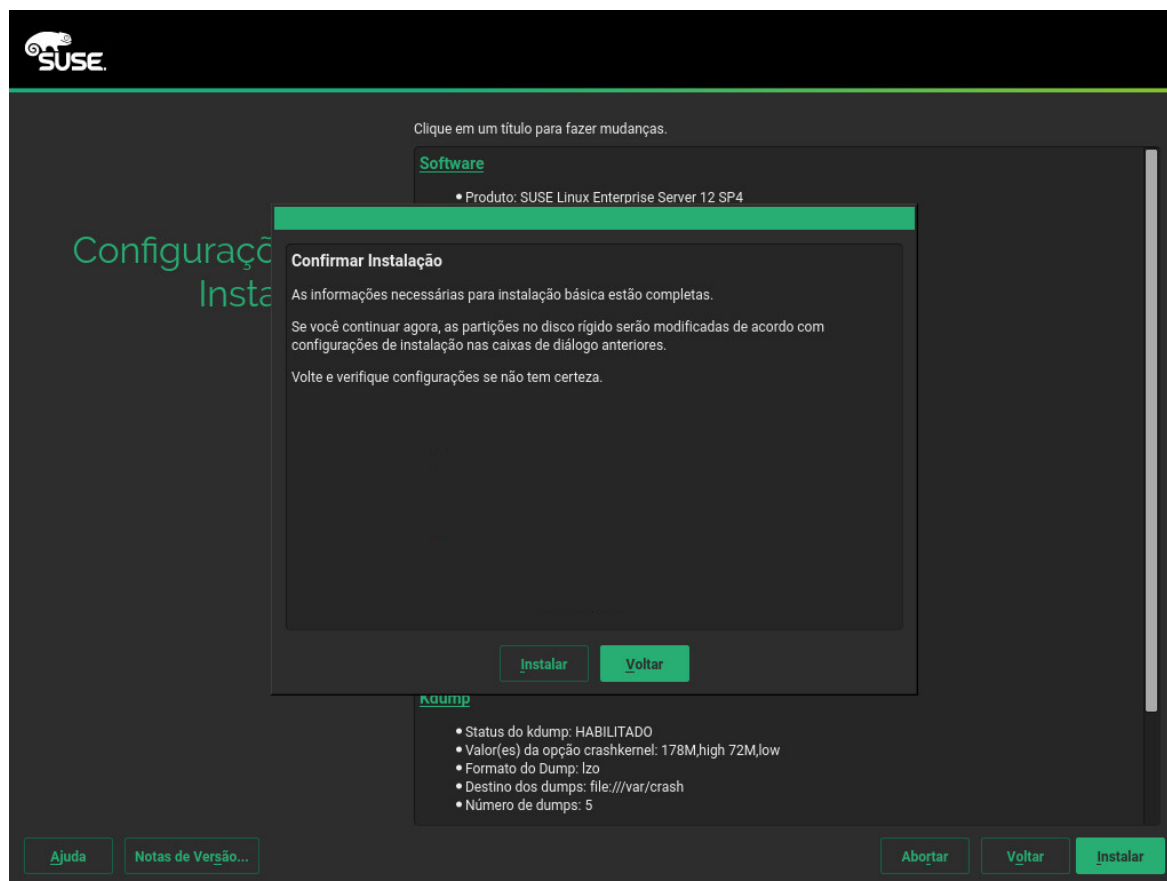 SUSE.
Clique em um título para fazer mudanças.
Software
• Produto: SUSE Linux Enterprise Server 12 SP4
Confirmar Instalação
As informações necessárias para instalação básica estão completas.
Se você continuar agora, as partições no disco rígido serão modificadas de acordo com
configurações de instalação nas caixas de diálogo anteriores.
Volte e verifique configurações se não tem certeza.
Instalar Voltar
Kdump
• Status do kdump: HABILITADO
• Valor(es) da opção crashkernel: 178M,high 72M,low
• Formato do Dump: lzo
• Destino dos dumps: file:///var/crash
• Número de dumps: 5
Ajuda Notas de Versão... Abortar Voltar Instalar